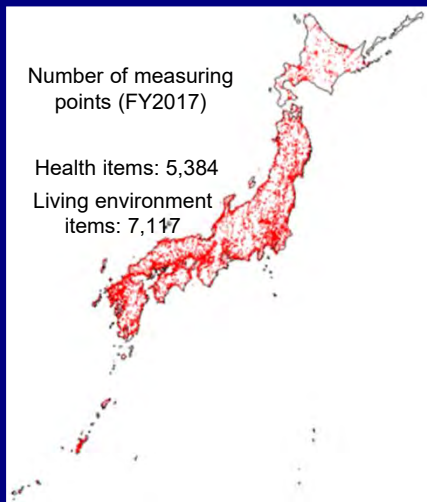 Number of measuring
points (FY2017)
Health items: 5,384
Living environment
items: 7,117